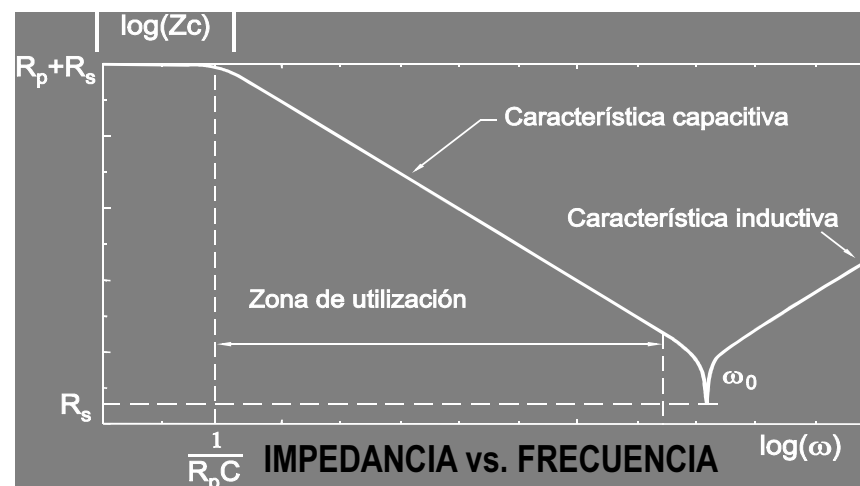 log(Zc)
Rp+Rs
Característica capacitiva
Característica inductiva
Zona de utilización
ω0
Rs
1
RpC
IMPEDANCIA vs. FRECUENCIA
log(ω)